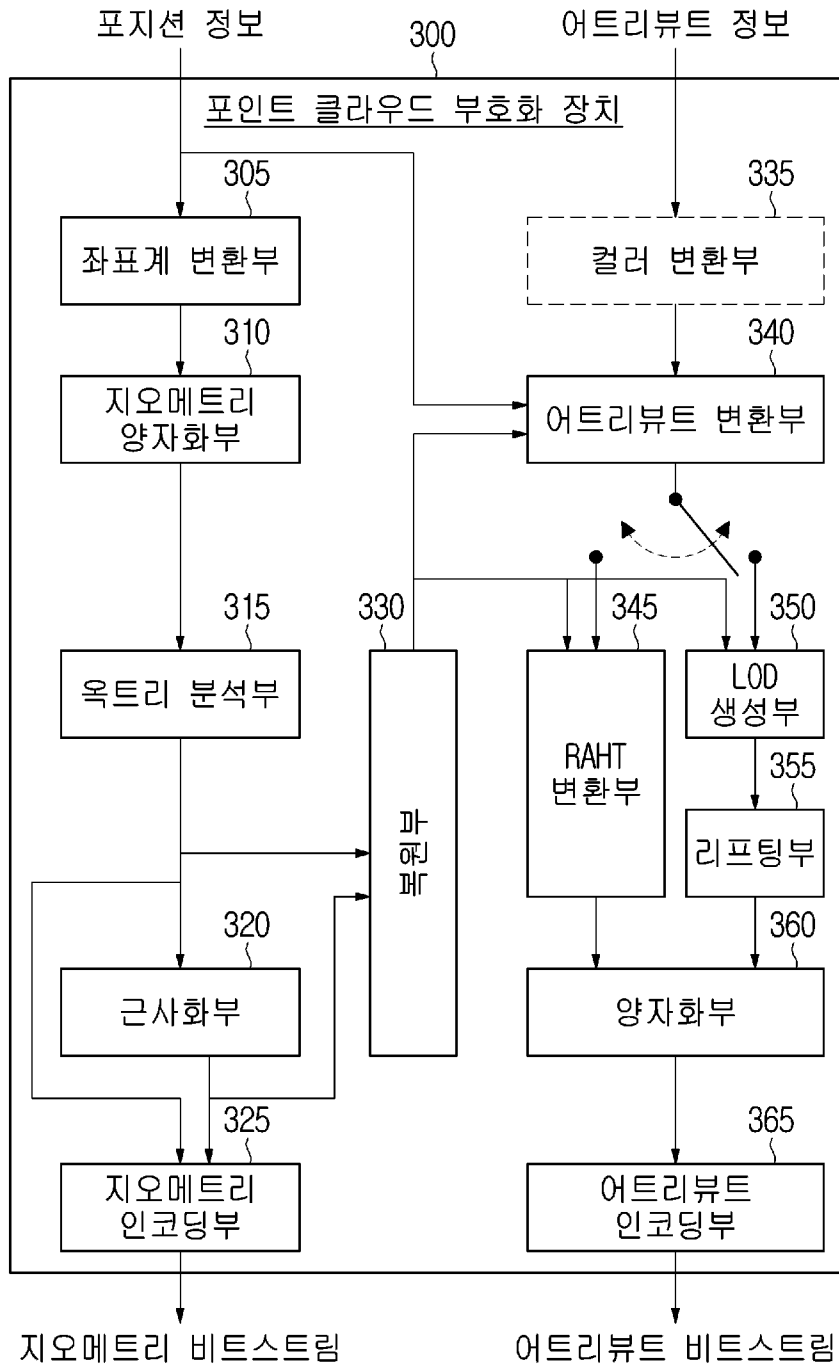 포지션 정보
어트리뷰트 정보
300
포인트 클라우드 부호화 장치
305
좌표계 변환부
335
컬러 변환부
310
지오메트리
양자화부
340
어트리뷰트 변환부
315
옥트리 분석부
330
복원부
345
RAHT
변환부
350
LOD
생성부
355
리프팅부
320
근사화부
360
양자화부
325
지오메트리
인코딩부
365
어트리뷰트
인코딩부
지오메트리 비트스트림
어트리뷰트 비트스트림